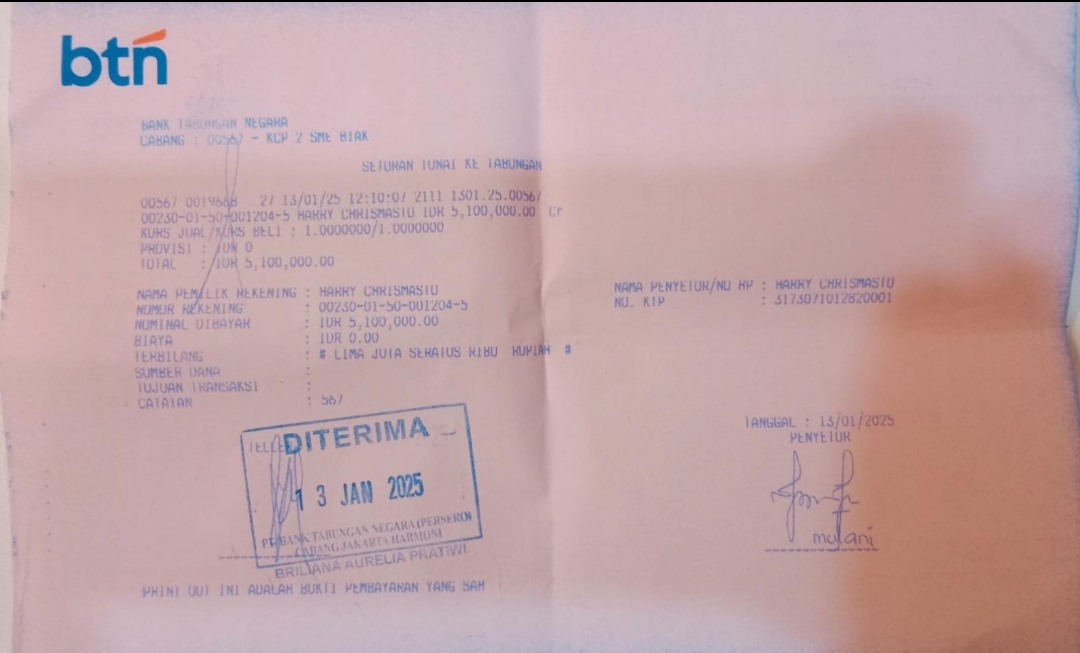 btn
BANK TABUNGAN NEGARA
CABANG : 00567 - KCP 2 SME BIAK
SETORAN TUNAI KE TABUNGAN
00567 0019668 27 13/01/25 12:10:07 2111 1301.25.00567
00230-01-50-001204-5 HARRY CHRISMASTO IDR 5,100,000.00 Cr
KURS JUAL/KURS BELI : 1.0000000/1.0000000
PROVISI : IDR 0
TOTAL : IDR 5,100,000.00
NAMA PEMILIK REKENING : HARRY CHRISMASTO
NOMOR REKENING : 00230-01-50-001204-5
NOMINAL DIBAYAR : IDR 5,100,000.00
BIAYA : IDR 0.00
TERBILANG : # LIMA JUTA SERATUS RIBU RUPIAH #
SUMBER DANA :
TUJUAN TRANSAKSI :
CATATAN : 567
NAMA PENYETOR/NO HP : HARRY CHRISMASTO
NO. KTP : 3173071012820001
TANGGAL : 13/01/2025
PENYETOR
mulani
TELLER
DITERIMA
13 JAN 2025
PT. BANK TABUNGAN NEGARA (PERSERO)
CABANG JAKARTA HARMONI
BRILIANA AURELIA PRATIWI
PRINT OUT INI ADALAH BUKTI PEMBAYARAN YANG SAH